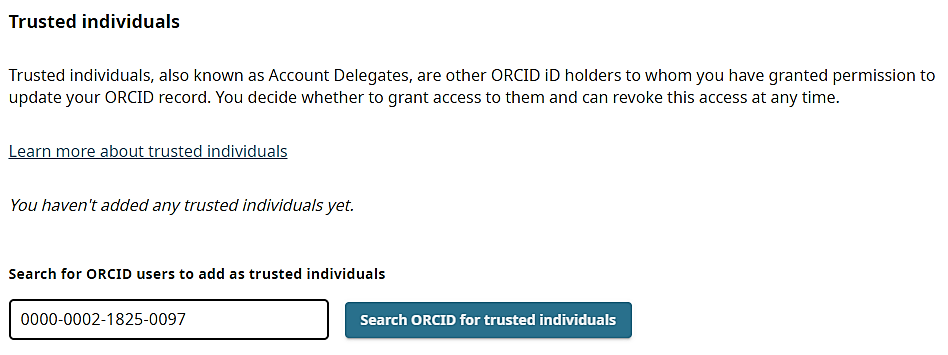 Trusted individuals
Trusted individuals, also known as Account Delegates, are other ORCID iD holders to whom you have granted permission to
update your ORCID record. You decide whether to grant access to them and can revoke this access at any time.
Learn more about trusted individuals
You haven't added any trusted individuals yet.
Search for ORCID users to add as trusted individuals
0000-0002-1825-0097
Search ORCID for trusted individuals